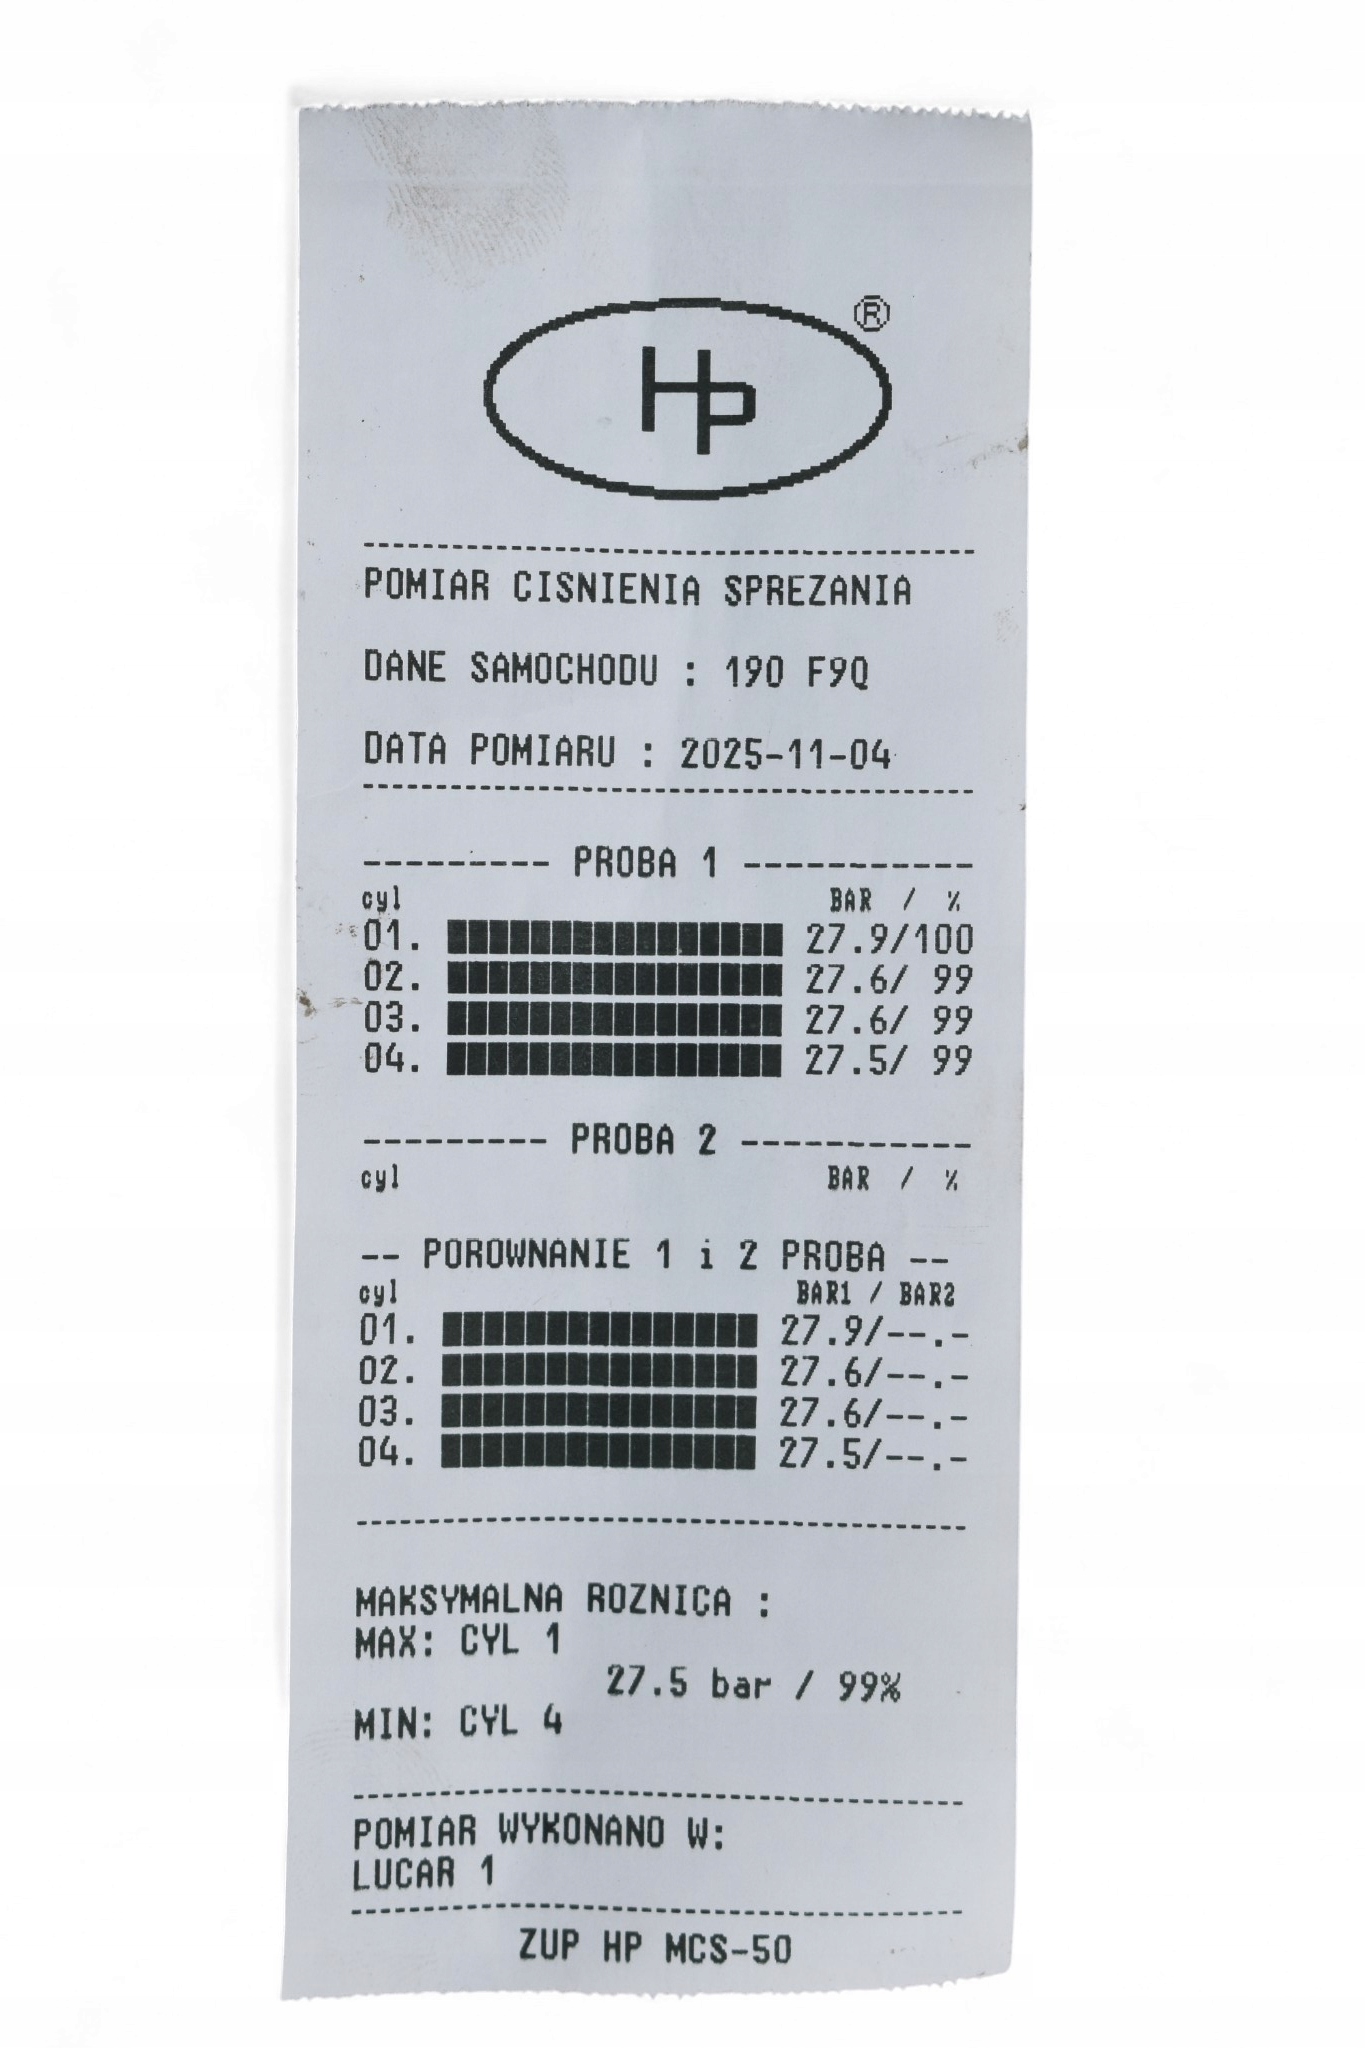 HP ®
POMIAR CISNIENIA SPREZANIA
DANE SAMOCHODU : 190 F9Q
DATA POMIARU : 2025-11-04
--------- PROBA 1 -----------
cyl BAR / %
01. 27.9/100
02. 27.6/ 99
03. 27.6/ 99
04. 27.5/ 99
--------- PROBA 2 -----------
cyl BAR / %
-- POROWNANIE 1 i 2 PROBA --
cyl BAR1 / BAR2
01. 27.9/--.-
02. 27.6/--.-
03. 27.6/--.-
04. 27.5/--.-
MAKSYMALNA ROZNICA :
MAX: CYL 1
27.5 bar / 99%
MIN: CYL 4
POMIAR WYKONANO W:
LUCAR 1
ZUP HP MCS-50